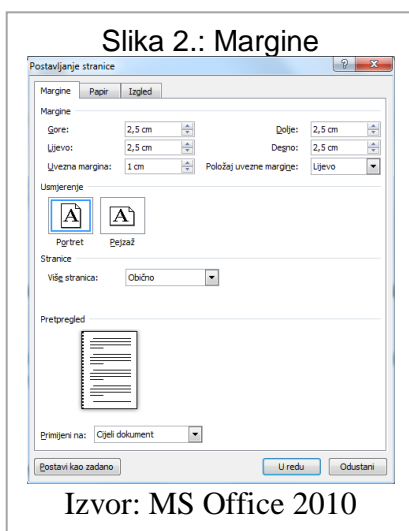 Slika 2.: Margine
Postavljanje stranice
Margine Papir Izgled
Margine
Gore: 2,5 cm Dolje: 2,5 cm
Lijevo: 2,5 cm Desno: 2,5 cm
Uvezna margina: 1 cm Položaj uvezne margine: Lijevo
Usmjerenje
A A
Portret Pejzaž
Stranice
Više stranica: Obično
Pretpregled
Primijeni na: Cijeli dokument
Postavi kao zadano U redu Odustani
Izvor: MS Office 2010